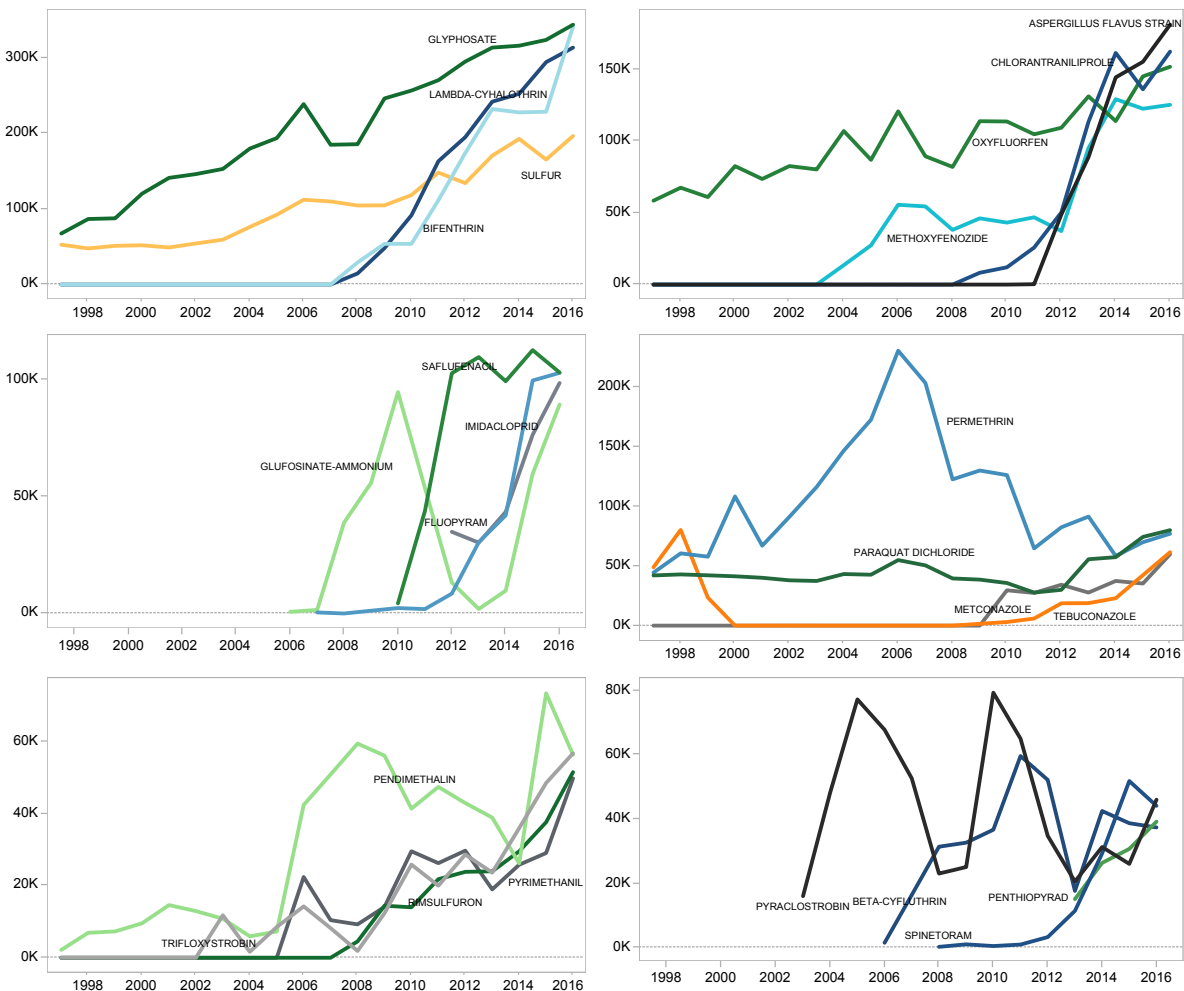 GLYPHOSATE
300K
LAMBDA-CYHALOTHRIN
200K
SULFUR
100K
BIFENTHRIN
0K
1998 2000 2002 2004 2006 2008 2010 2012 2014 2016
ASPERGILLUS FLAVUS STRAIN
CHLORANTRANILIPROLE
150K
OXYFLUORFEN
100K
METHOXYFENOZIDE
50K
0K
1998 2000 2002 2004 2006 2008 2010 2012 2014 2016
SAFLUFENACIL
100K
IMIDACLOPRID
GLUFOSINATE-AMMONIUM
FLUOPYRAM
50K
0K
1998 2000 2002 2004 2006 2008 2010 2012 2014 2016
200K
PERMETHRIN
150K
100K
PARAQUAT DICHLORIDE
50K
METCONAZOLE
TEBUCONAZOLE
0K
1998 2000 2002 2004 2006 2008 2010 2012 2014 2016
60K
PENDIMETHALIN
40K
PYRIMETHANIL
20K
RIMSULFURON
TRIFLOXYSTROBIN
0K
1998 2000 2002 2004 2006 2008 2010 2012 2014 2016
80K
60K
40K
20K
PENTHIOPYRAD
PYRACLOSTROBIN BETA-CYFLUTHRIN
SPINETORAM
0K
1998 2000 2002 2004 2006 2008 2010 2012 2014 2016